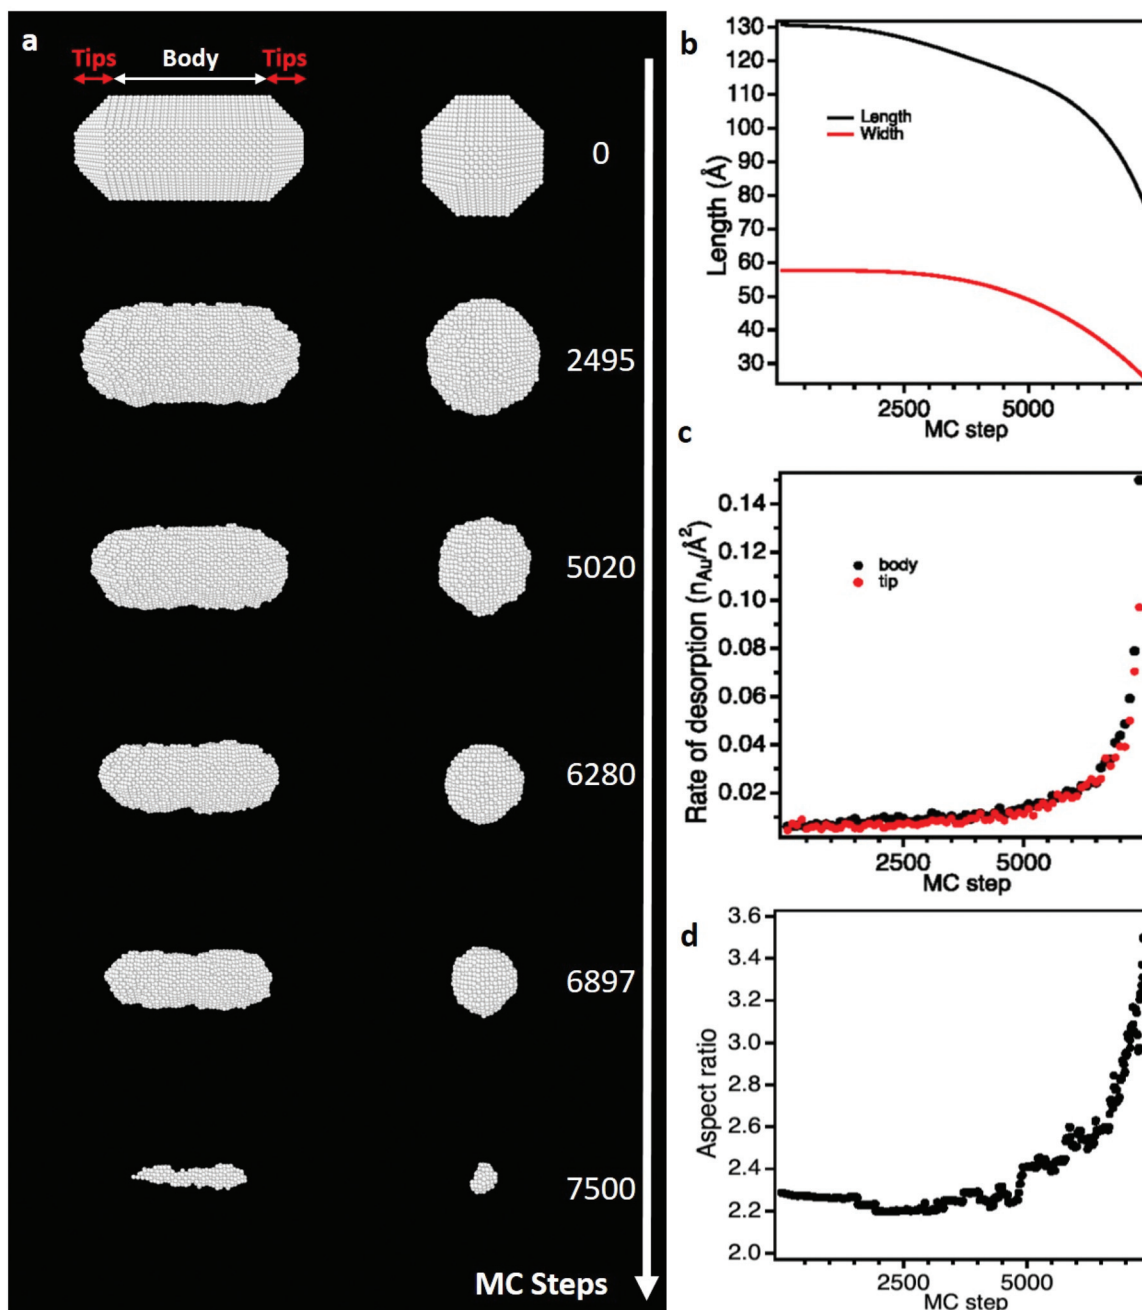 a
Tips Body Tips
0
2495
5020
6280
6897
7500
MC Steps
b
130
120
110
100
90
80
70
60
50
40
30
Length (Å)
Length
Width
2500 5000
MC step
c
0.14
0.12
0.10
0.08
0.06
0.04
0.02
Rate of desorption (nAu/Å²)
body
tip
2500 5000
MC step
d
3.6
3.4
3.2
3.0
2.8
2.6
2.4
2.2
2.0
Aspect ratio
2500 5000
MC step